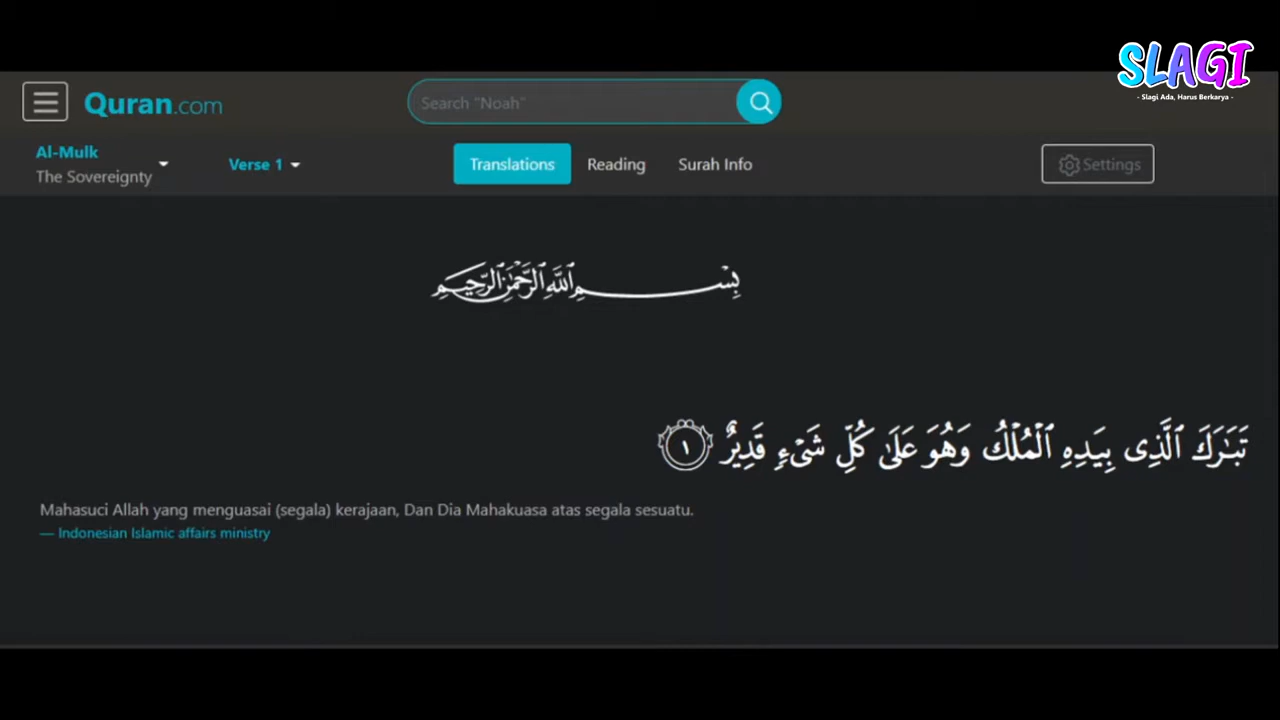 SLAGI
- Slagi Ada, Harus Berkarya -
Quran.com
Search "Noah"
Al-Mulk
The Sovereignty
Verse 1
Translations
Reading
Surah Info
Settings
بِسْمِ ٱللَّهِ ٱلرَّحْمَٰنِ ٱلرَّحِيمِ
تَبَٰرَكَ ٱلَّذِى بِيَدِهِ ٱلْمُلْكُ وَهُوَ عَلَىٰ كُلِّ شَىْءٍ قَدِيرٌ ١
Mahasuci Allah yang menguasai (segala) kerajaan, Dan Dia Mahakuasa atas segala sesuatu.
— Indonesian Islamic affairs ministry